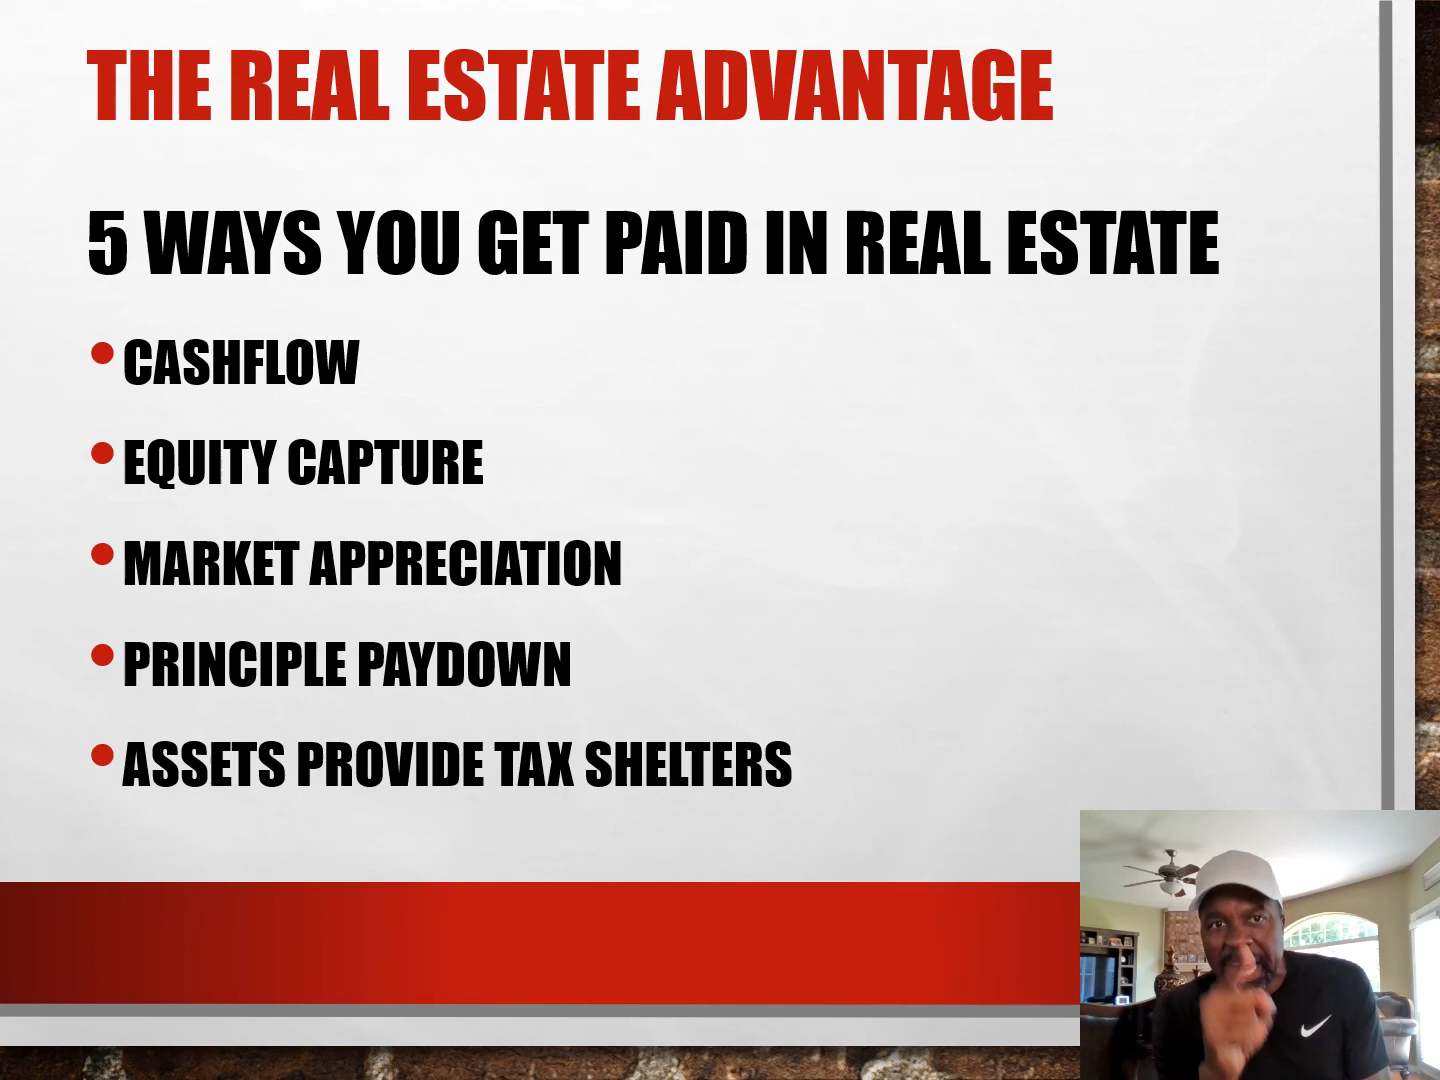 THE REAL ESTATE ADVANTAGE
5 WAYS YOU GET PAID IN REAL ESTATE
• CASHFLOW
• EQUITY CAPTURE
• MARKET APPRECIATION
• PRINCIPLE PAYDOWN
• ASSETS PROVIDE TAX SHELTERS